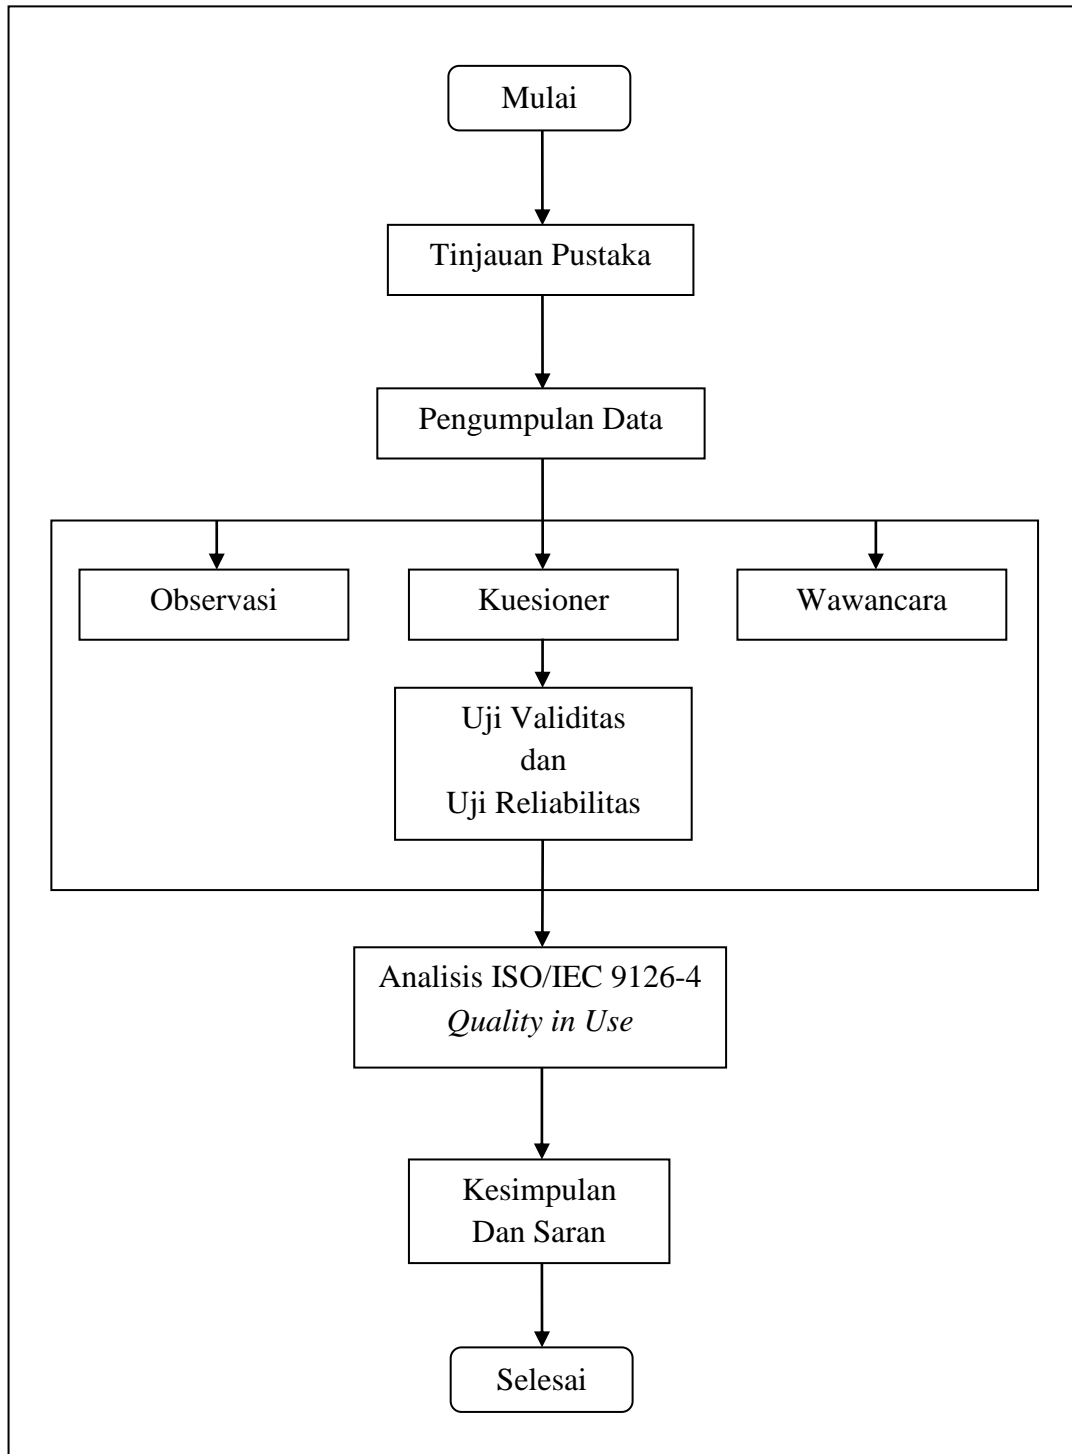 Mulai
Tinjauan Pustaka
Pengumpulan Data
Observasi
Kuesioner
Wawancara
Uji Validitas
dan
Uji Reliabilitas
Analisis ISO/IEC 9126-4
Quality in Use
Kesimpulan
Dan Saran
Selesai